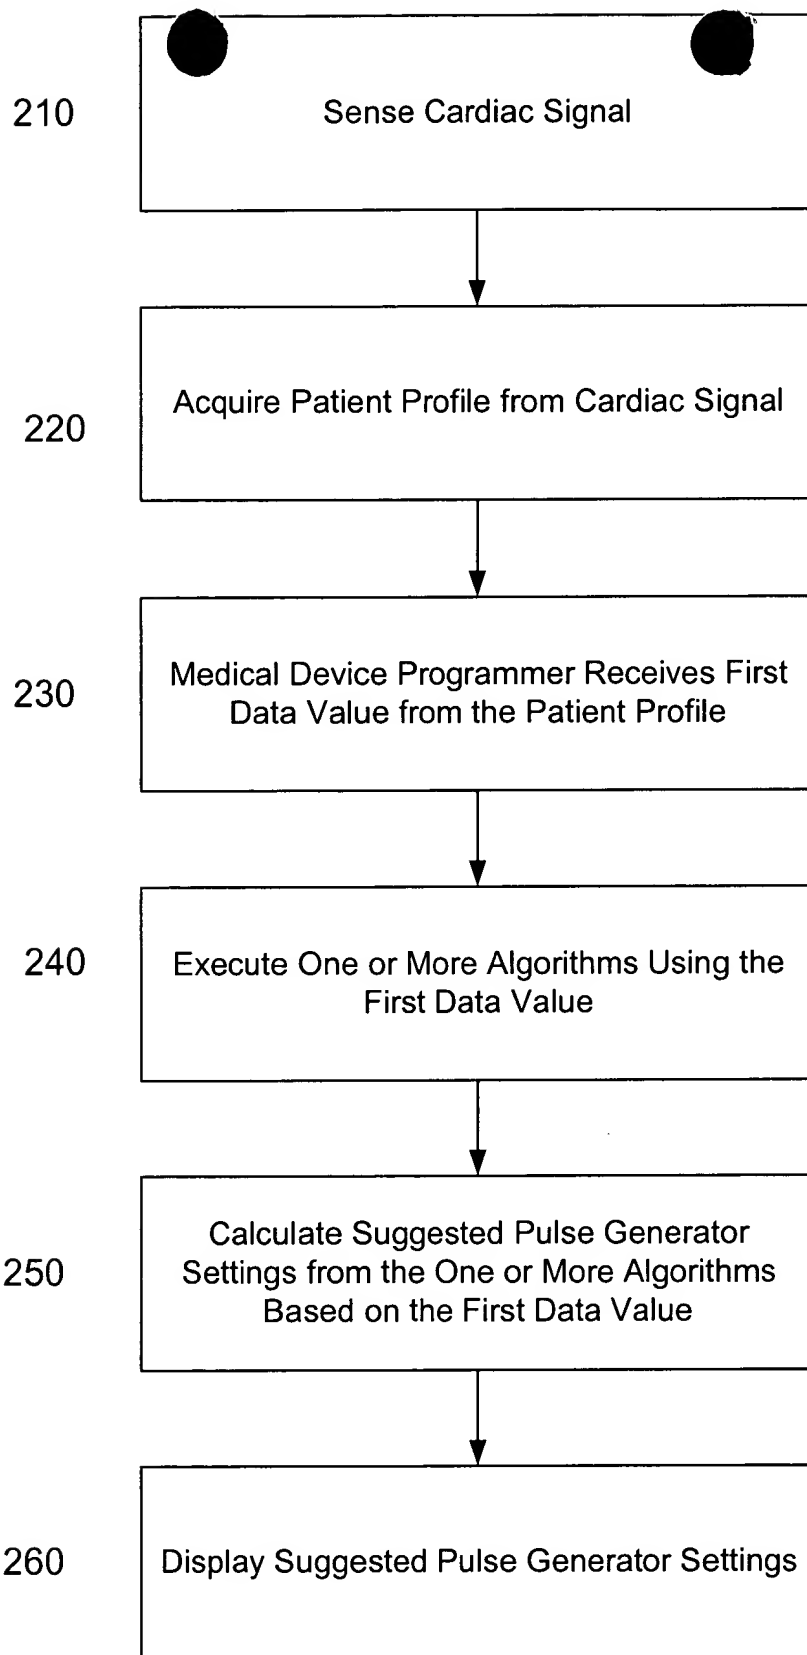 210
Sense Cardiac Signal
220
Acquire Patient Profile from Cardiac Signal
230
Medical Device Programmer Receives First
Data Value from the Patient Profile
240
Execute One or More Algorithms Using the
First Data Value
250
Calculate Suggested Pulse Generator
Settings from the One or More Algorithms
Based on the First Data Value
260
Display Suggested Pulse Generator Settings